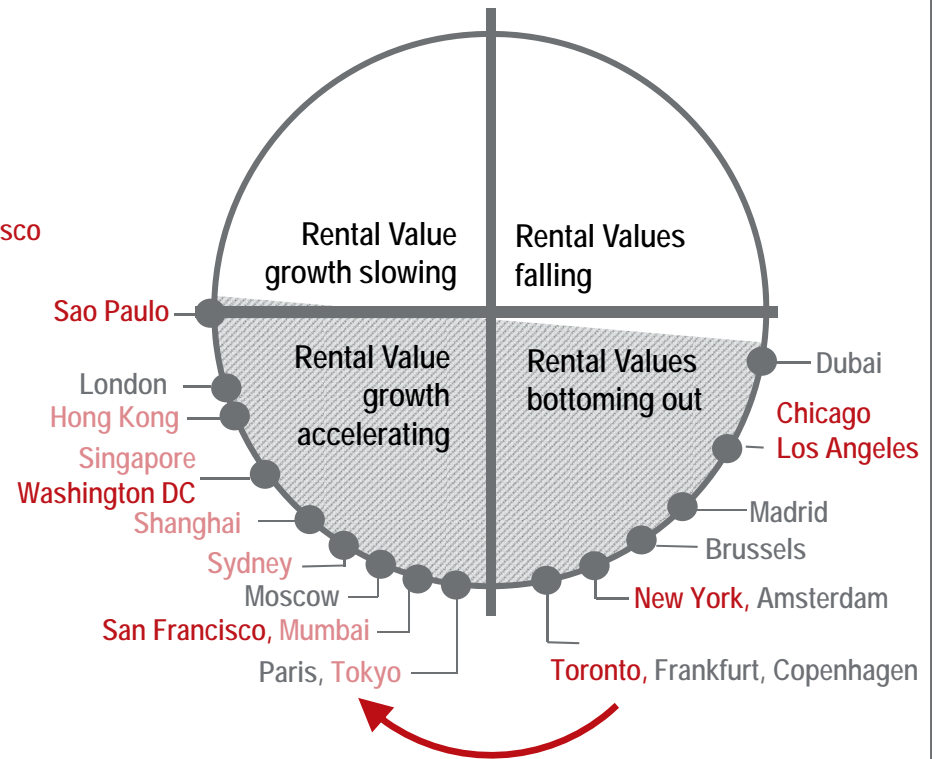 Rental Value
growth slowing
Rental Values
falling
sco
Sao Paulo
Rental Value
growth
accelerating
Rental Values
bottoming out
London
Hong Kong
Singapore
Washington DC
Shanghai
Sydney
Moscow
San Francisco, Mumbai
Paris, Tokyo
Dubai
Chicago
Los Angeles
Madrid
Brussels
New York, Amsterdam
Toronto, Frankfurt, Copenhagen